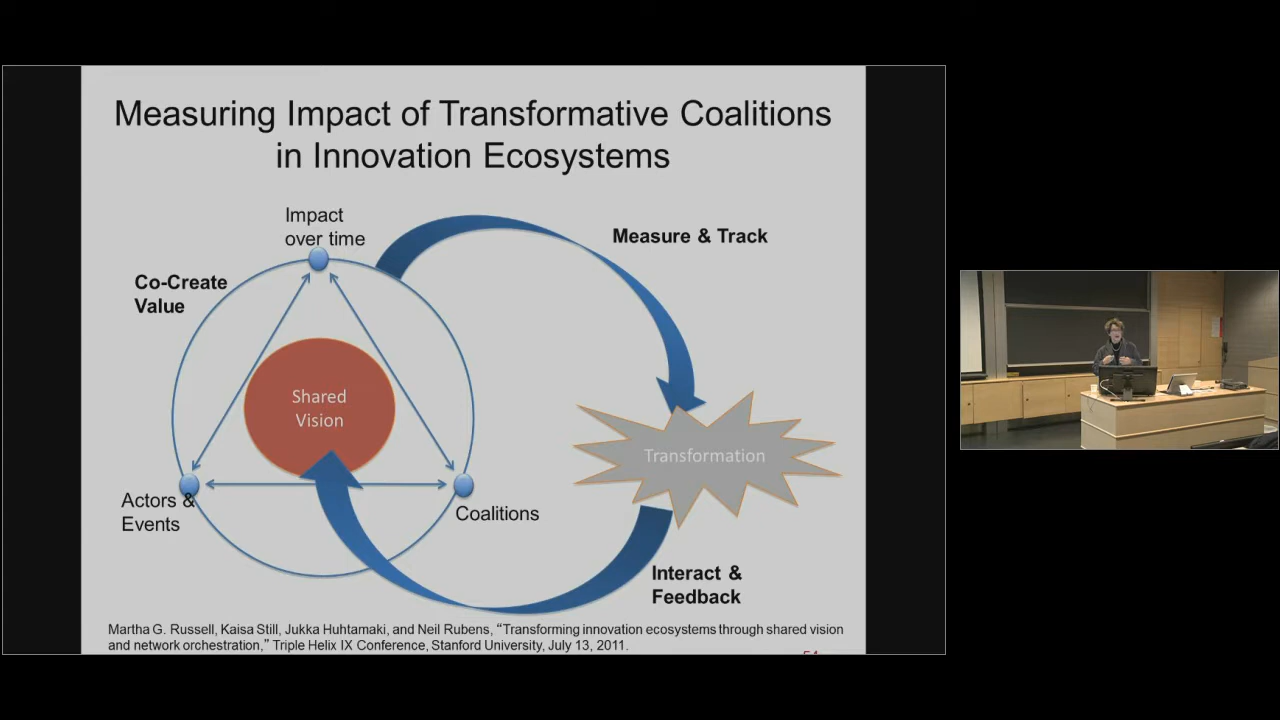 Measuring Impact of Transformative Coalitions
in Innovation Ecosystems
Impact
over time
Measure & Track
Co-Create
Value
Shared
Vision
Transformation
Actors &
Events
Coalitions
Interact &
Feedback
Martha G. Russell, Kaisa Still, Jukka Huhtamaki, and Neil Rubens, “Transforming innovation ecosystems through shared vision
and network orchestration,” Triple Helix IX Conference, Stanford University, July 13, 2011.